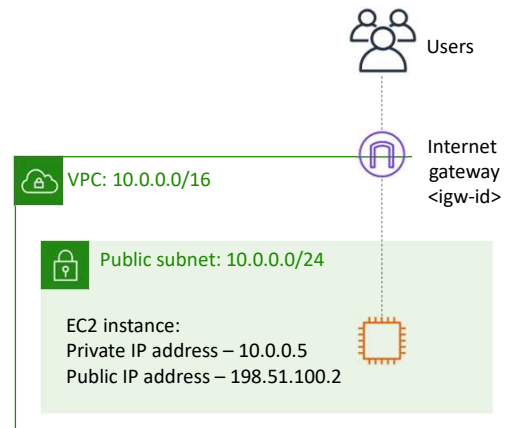 Users
Internet
gateway
<igw-id>
VPC: 10.0.0.0/16
Public subnet: 10.0.0.0/24
EC2 instance:
Private IP address – 10.0.0.5
Public IP address – 198.51.100.2